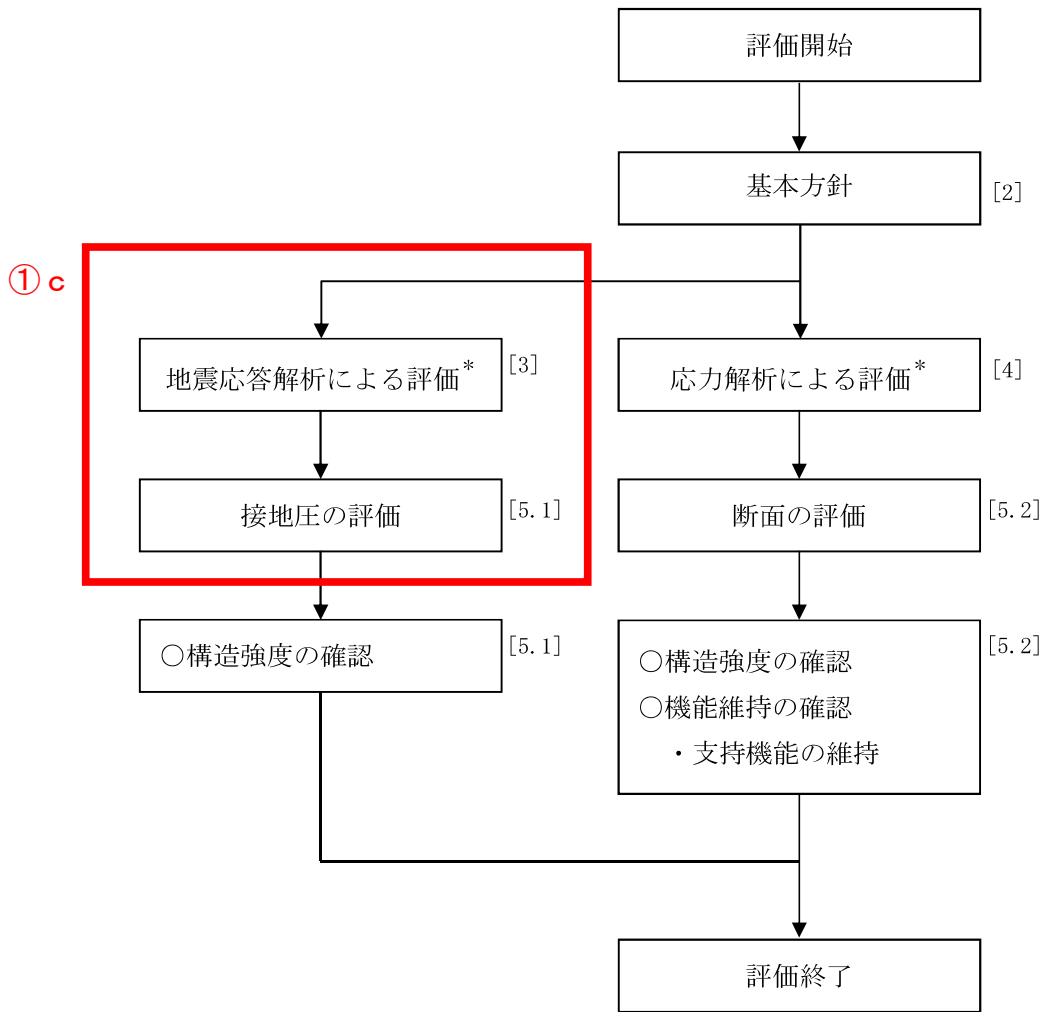 評価開始
基本方針
[2]
①c
地震応答解析による評価*
[3]
応力解析による評価*
[4]
接地圧の評価
[5.1]
断面の評価
[5.2]
○構造強度の確認
[5.1]
○構造強度の確認
○機能維持の確認
・支持機能の維持
[5.2]
評価終了